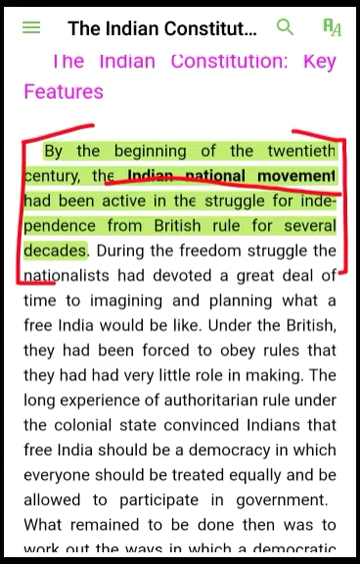 The Indian Constitut...
AA
The Indian Constitution: Key
Features
By the beginning of the twentieth
century, the Indian national movement
had been active in the struggle for inde-
pendence from British rule for several
decades. During the freedom struggle the
nationalists had devoted a great deal of
time to imagining and planning what a
free India would be like. Under the British,
they had been forced to obey rules that
they had had very little role in making. The
long experience of authoritarian rule under
the colonial state convinced Indians that
free India should be a democracy in which
everyone should be treated equally and be
allowed to participate in government.
What remained to be done then was to
work out the ways in which a democratic